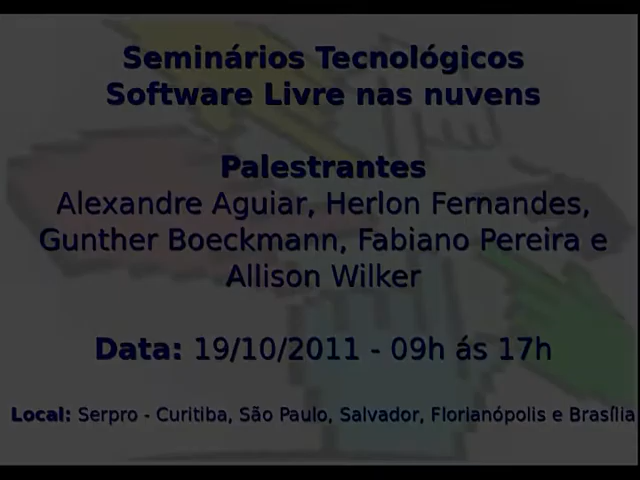 Seminários Tecnológicos
Software Livre nas nuvens
Palestrantes
Alexandre Aguiar, Herlon Fernandes,
Gunther Boeckmann, Fabiano Pereira e
Allison Wilker
Data: 19/10/2011 - 09h ás 17h
Local: Serpro - Curitiba, São Paulo, Salvador, Florianópolis e Brasília